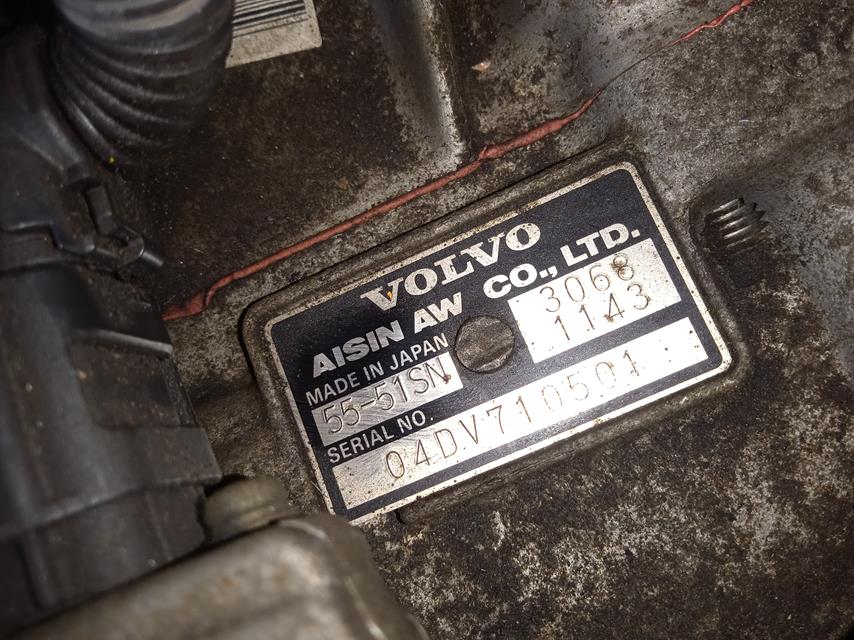 VOLVO
AISIN AW CO., LTD.
MADE IN JAPAN
3068
1143
55-51SN
SERIAL NO.
04DV710501